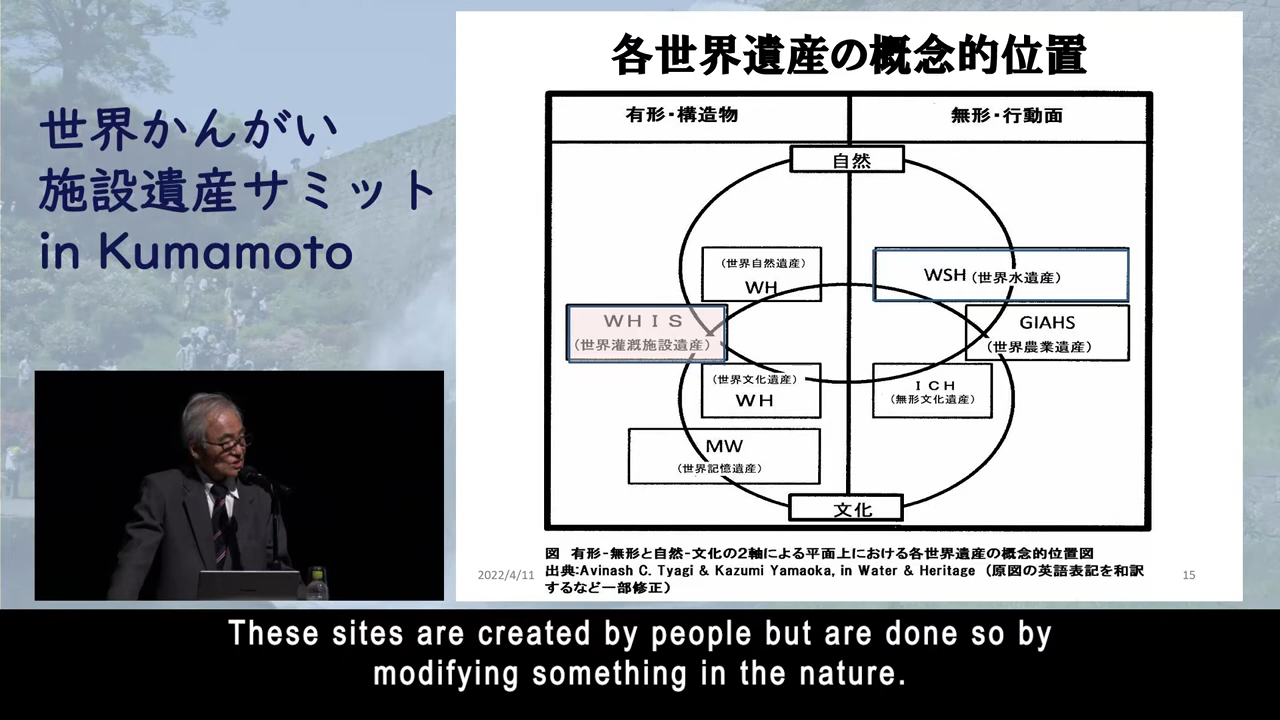 世界かんがい
施設遺産サミット
in Kumamoto
各世界遺産の概念的位置
有形・構造物
無形・行動面
自然
(世界自然遺産)
WH
WSH (世界水遺産)
WHIS
(世界灌漑施設遺産)
GIAHS
(世界農業遺産)
(世界文化遺産)
WH
ICH
(無形文化遺産)
MW
(世界記憶遺産)
文化
図 有形-無形と自然-文化の2軸による平面上における各世界遺産の概念的位置図
出典:Avinash C. Tyagi & Kazumi Yamaoka, in Water & Heritage (原図の英語表記を和訳
するなど一部修正)
2022/4/11
15
These sites are created by people but are done so by
modifying something in the nature.